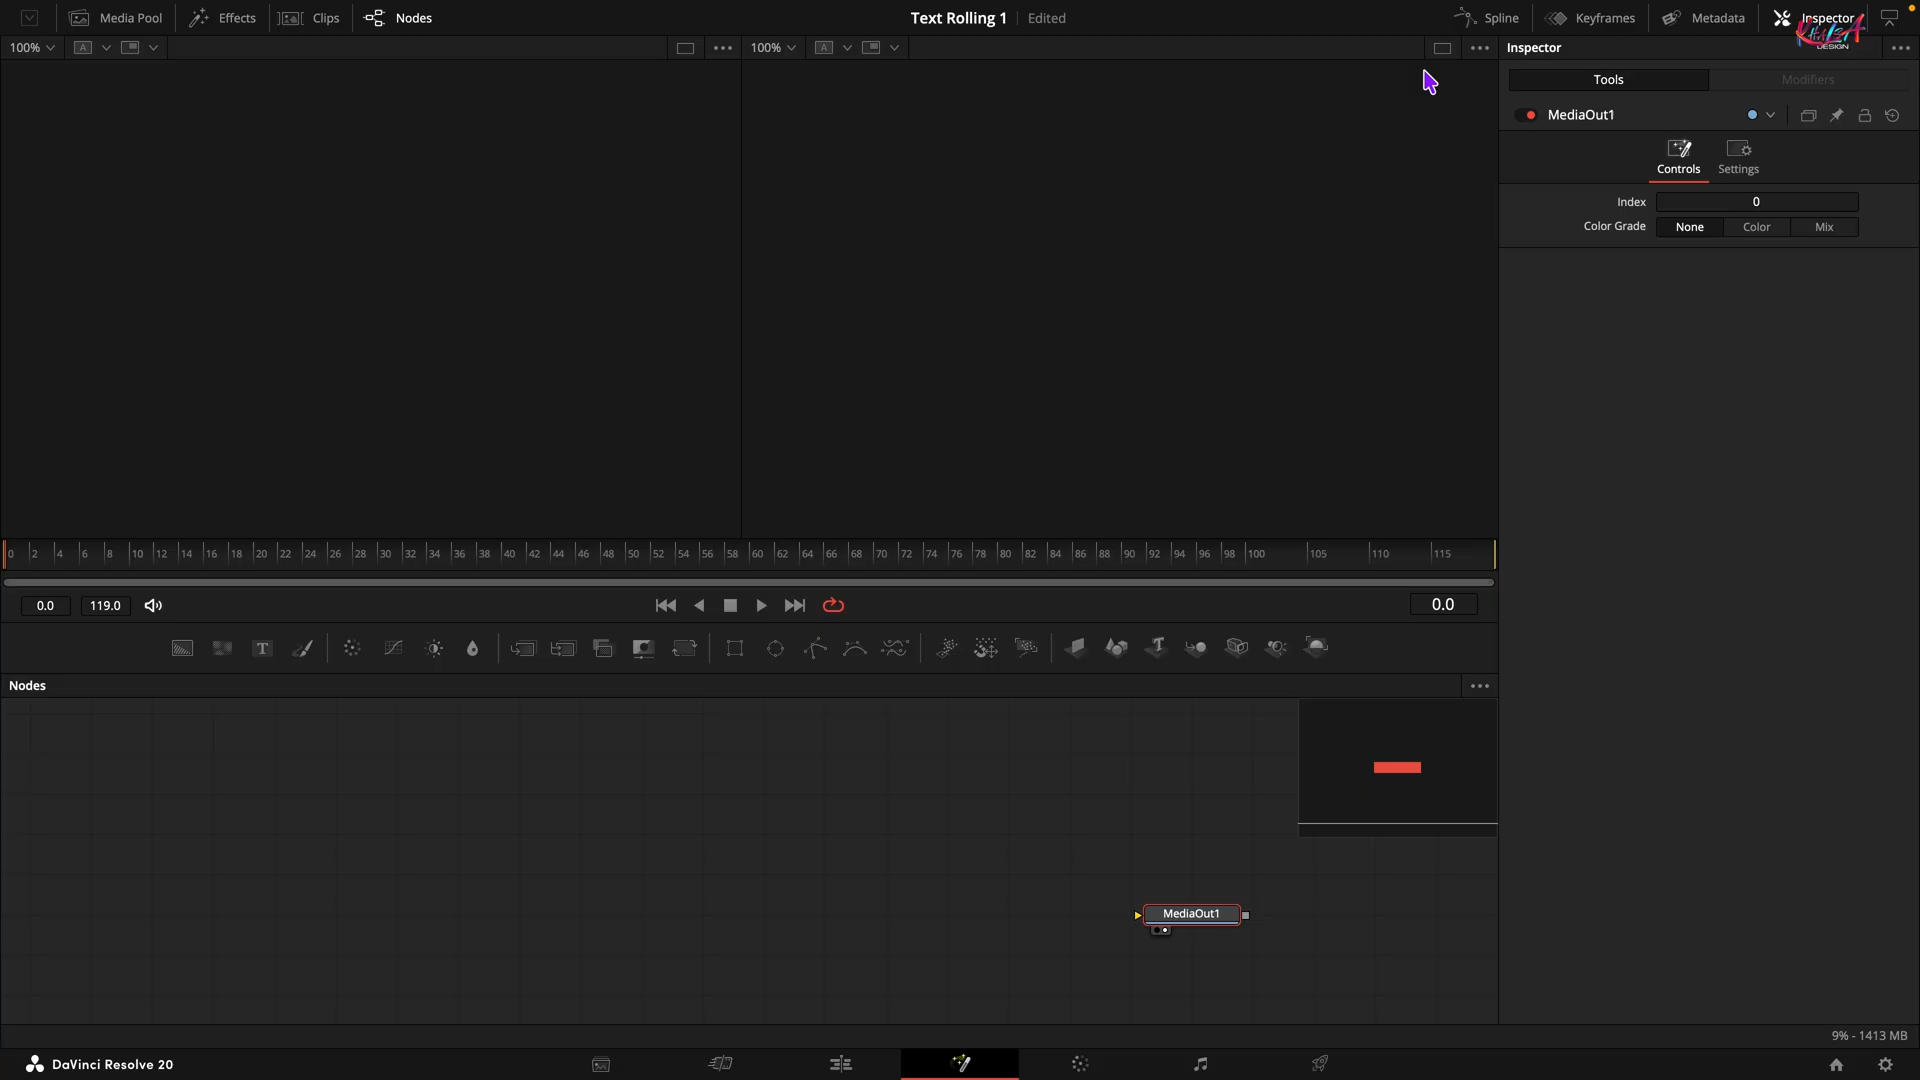 Media Pool Effects Clips Nodes Text Rolling 1 Edited Spline Keyframes Metadata Inspector
KHALSA
DESIGN
100% A 100% A Inspector
Tools Modifiers
MediaOut1
Controls Settings
Index 0
Color Grade None Color Mix
0 2 4 6 8 10 12 14 16 18 20 22 24 26 28 30 32 34 36 38 40 42 44 46 48 50 52 54 56 58 60 62 64 66 68 70 72 74 76 78 80 82 84 86 88 90 92 94 96 98 100 105 110 115
0.0 119.0 0.0
T T
Nodes
MediaOut1
9% - 1413 MB
DaVinci Resolve 20